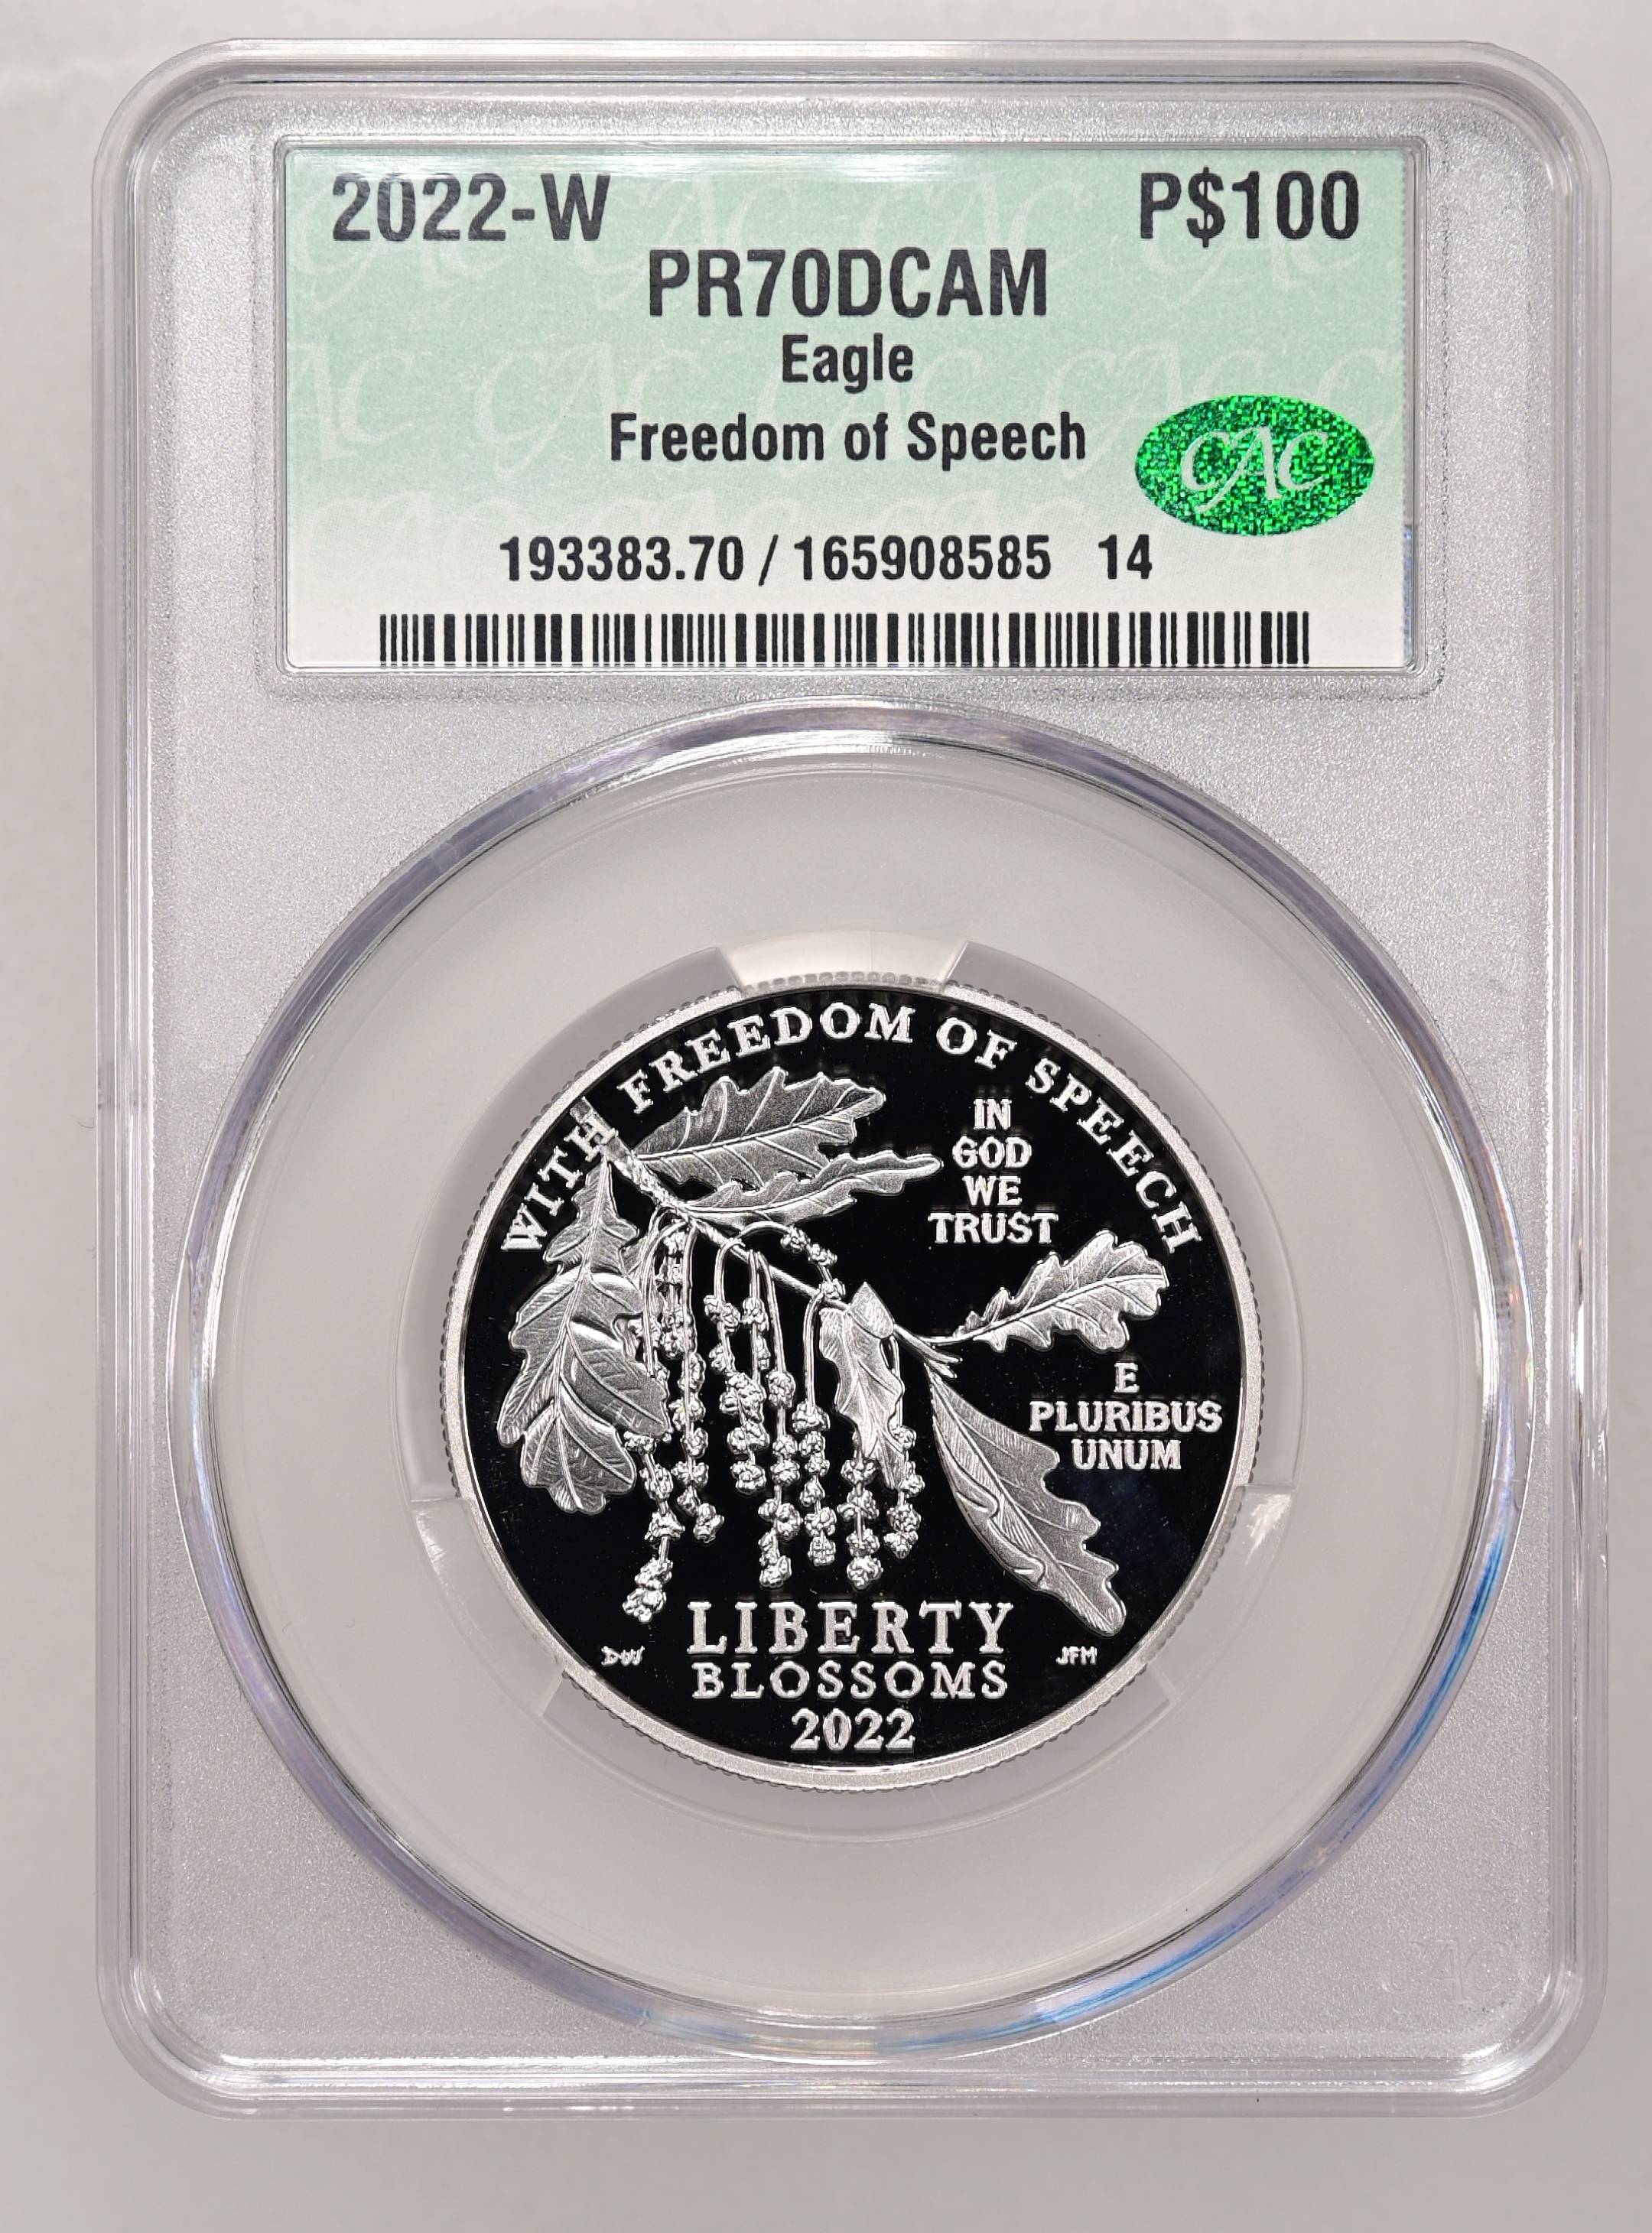 2022-W P$100
PR70DCAM
Eagle
Freedom of Speech
CAC
193383.70 / 165908585 14
WITH FREEDOM OF SPEECH
IN
GOD
WE
TRUST
E
PLURIBUS
UNUM
LIBERTY
BLOSSOMS
2022
DW
JFM
CAC